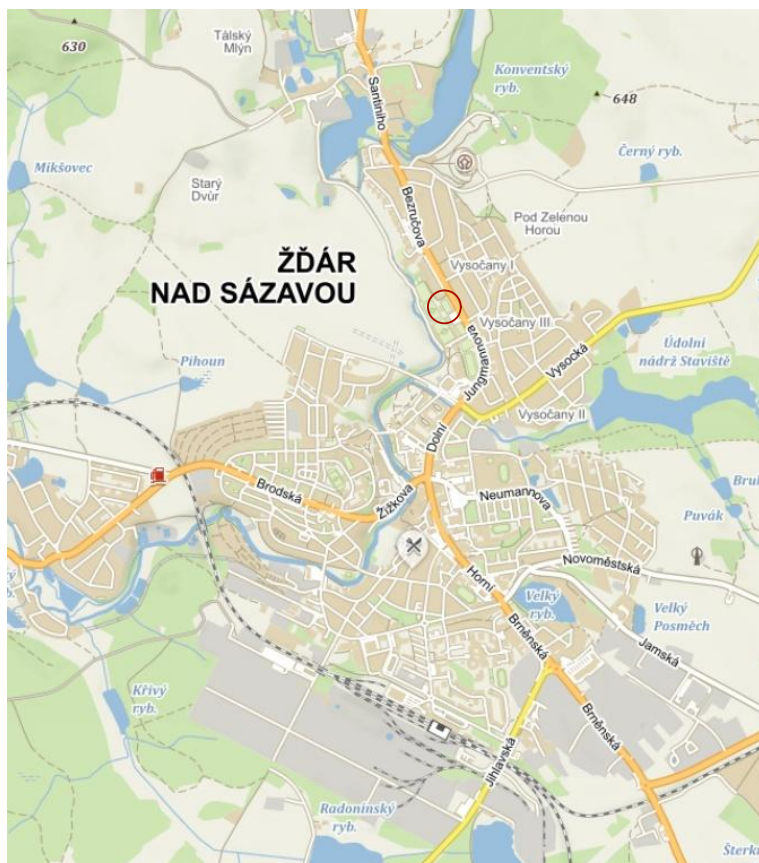 630
Tálský
Mlýn
Santiniho
Konventský
ryb.
648
Mikšovec
Starý
Dvůr
Černý ryb.
Bezručova
Pod Zelenou
Horou
ŽĎÁR
NAD SÁZAVOU
Vysočany I
Vysočany III
Jungmannova
Vysocká
Údolní
nádrž Staviště
Pihoun
Vysočany II
Dolní
Brodská
Žižkova
Neumannova
Puvák
Novoměstská
Horní
Velký
ryb.
Velký
Posměch
Brněnská
Jamská
Křivý
ryb.
Brněnská
Jihlavská
Radonínský
ryb.